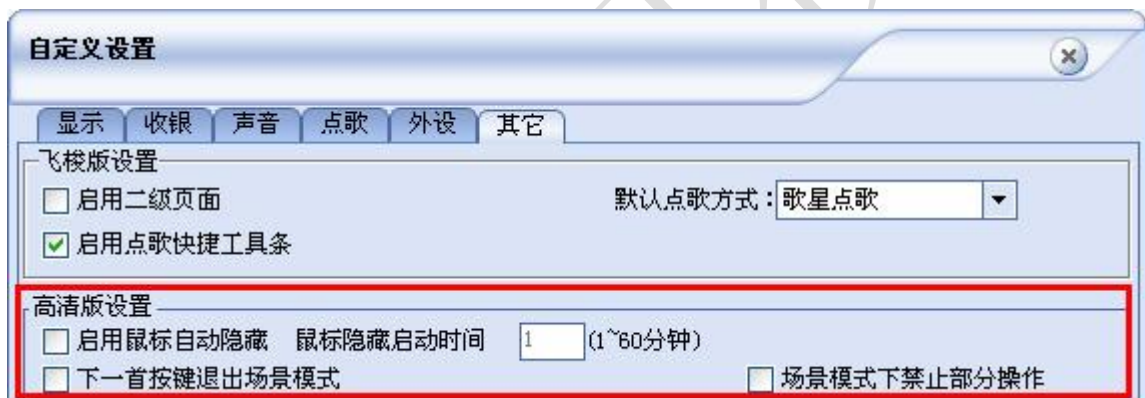 自定义设置
显示 收银 声音 点歌 外设 其它
飞梭版设置
启用二级页面 默认点歌方式：歌星点歌
启用点歌快捷工具条
高清版设置
启用鼠标自动隐藏 鼠标隐藏启动时间 1 (1~60分钟)
下一首按键退出场景模式 场景模式下禁止部分操作